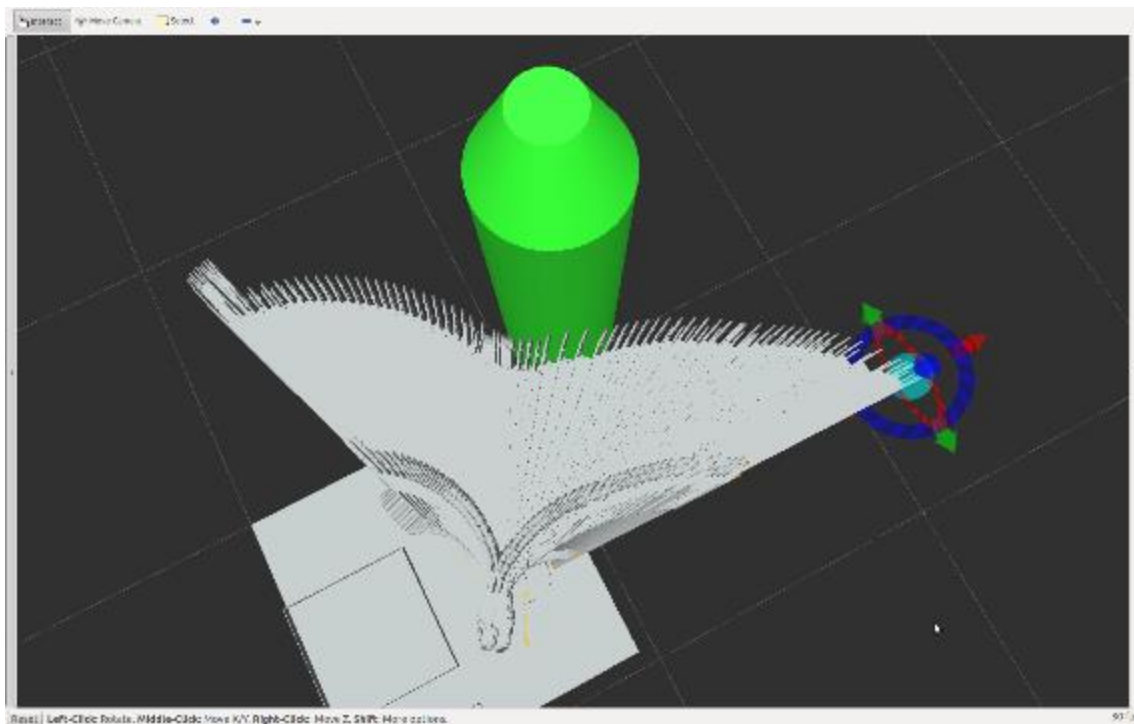 Interact Move Camera Select
Reset Left-Click: Rotate. Middle-Click: Move X/Y. Right-Click: Move Z. Shift: More options.